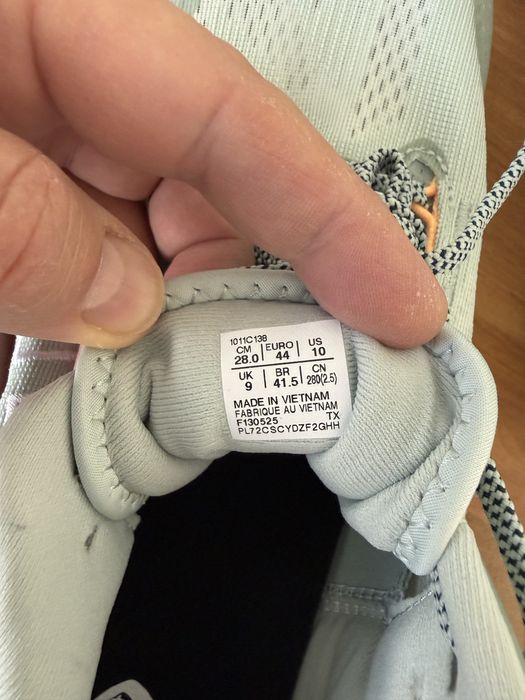 1011C138
CM EURO US
28.0 44 10
UK BR CN
9 41.5 280(2.5)
MADE IN VIETNAM
FABRIQUE AU VIETNAM
F130525 TX
PL72CSCYDZF2GHH